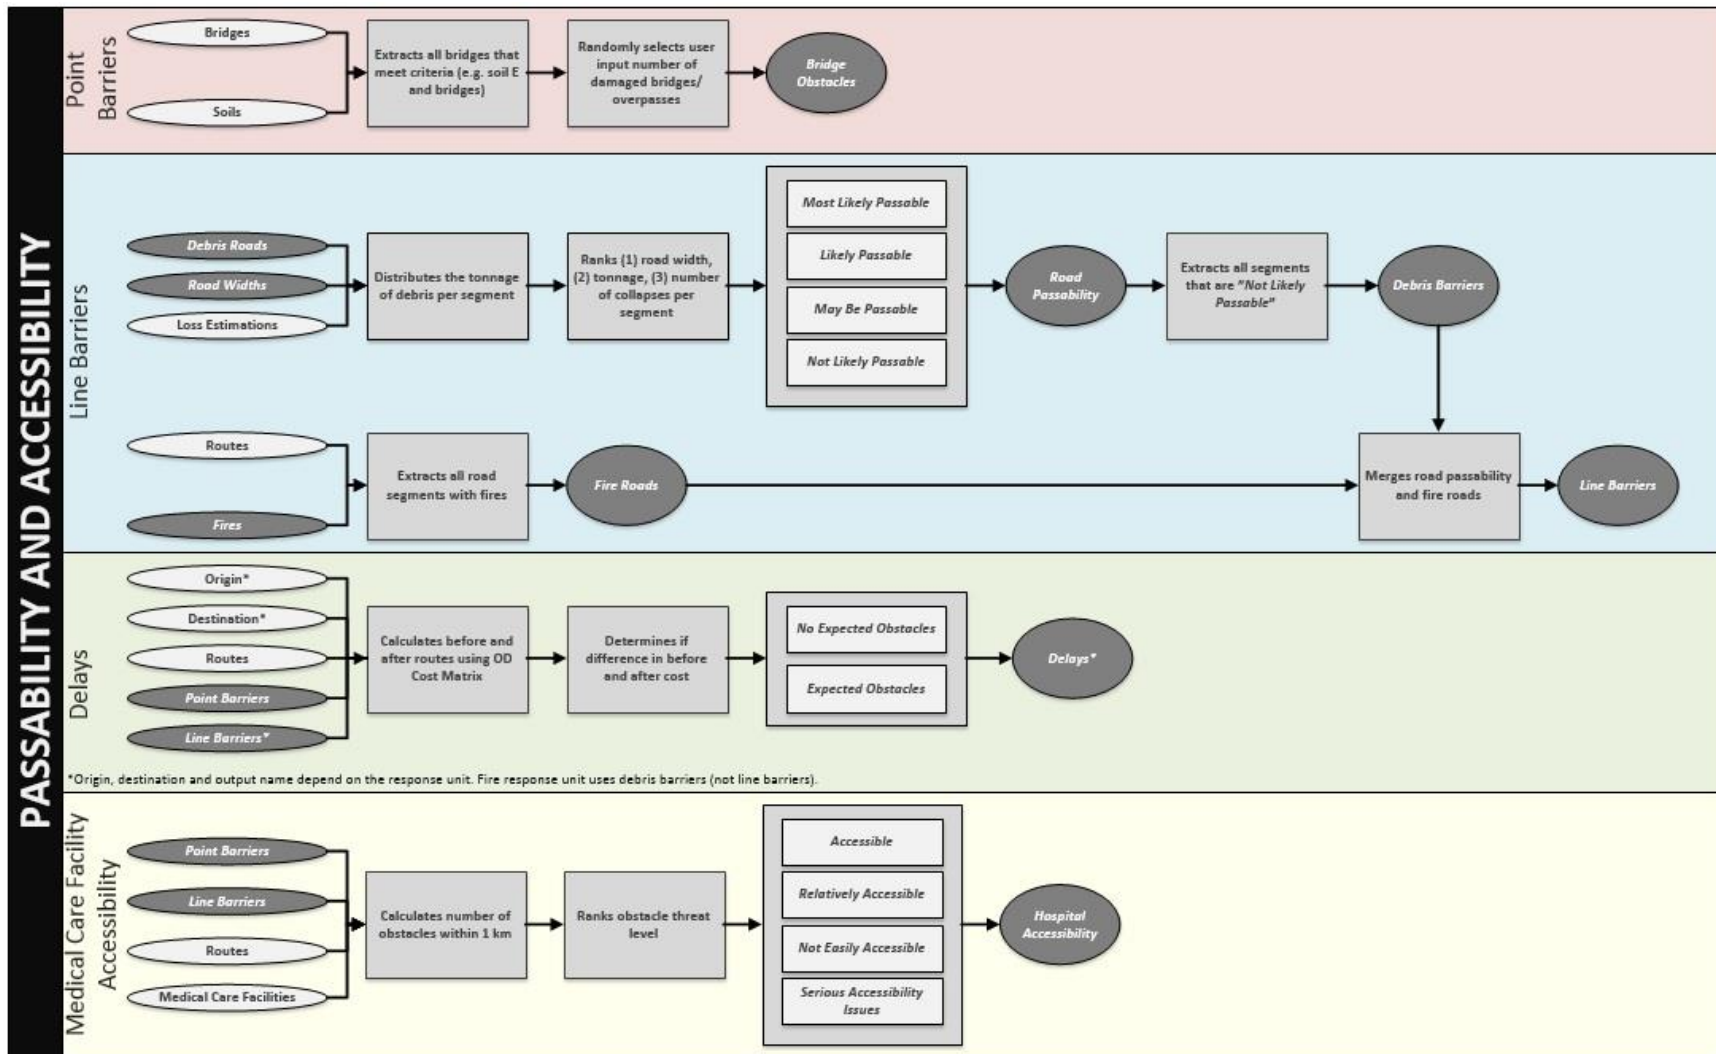 PASSABILITY AND ACCESSIBILITY
Point
Barriers
Bridges
Soils
Extracts all bridges that
meet criteria (e.g. soil E
and bridges)
Randomly selects user
input number of
damaged bridges/
overpasses
Bridge
Obstacles
Line Barriers
Debris Roads
Road Widths
Loss Estimations
Distributes the tonnage
of debris per segment
Ranks (1) road width,
(2) tonnage, (3) number
of collapses per
segment
Most Likely Passable
Likely Passable
May Be Passable
Not Likely Passable
Road
Passability
Extracts all segments
that are "Not Likely
Passable"
Debris Barriers
Routes
Fires
Extracts all road
segments with fires
Fire Roads
Merges road passability
and fire roads
Line Barriers
Delays
Origin*
Destination*
Routes
Point Barriers
Line Barriers*
Calculates before and
after routes using OD
Cost Matrix
Determines if
difference in before
and after cost
No Expected Obstacles
Expected Obstacles
Delays*
*Origin, destination and output name depend on the response unit. Fire response unit uses debris barriers (not line barriers).
Medical Care Facility
Accessibility
Point Barriers
Line Barriers
Routes
Medical Care Facilities
Calculates number of
obstacles within 1 km
Ranks obstacle threat
level
Accessible
Relatively Accessible
Not Easily Accessible
Serious Accessibility
Issues
Hospital
Accessibility